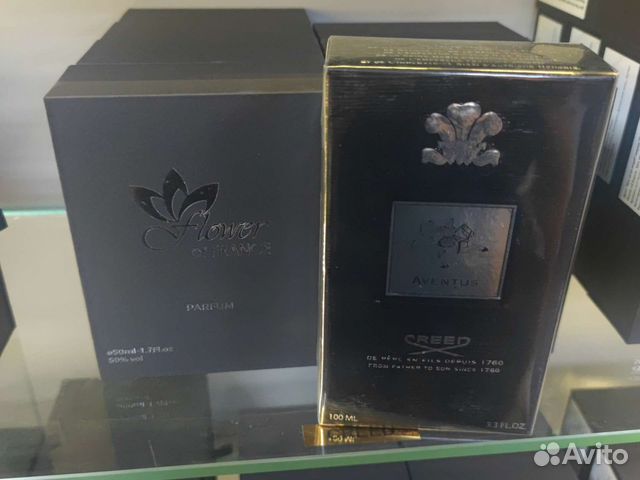 Flower
OF FRANCE
PARFUM
e50ml-1.7fl.oz
50% vol
AVENTUS
CREED
DE PÈRE EN FILS DEPUIS 1760
FROM FATHER TO SON SINCE 1760
100 ML
3.3 FL.OZ
Avito